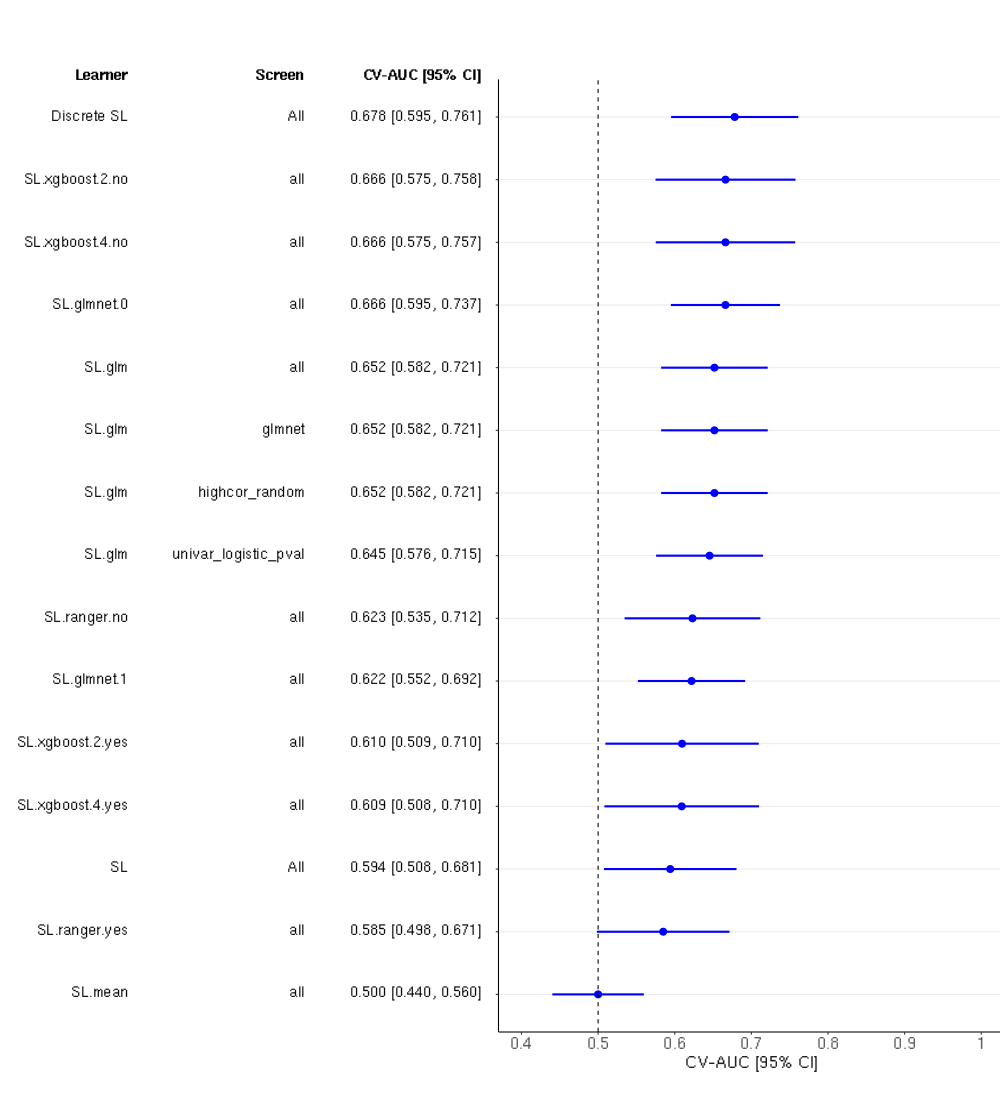 Learner Screen CV-AUC [95% CI]
Discrete SL All 0.678 [0.595, 0.761]
SL.xgboost.2.no all 0.666 [0.575, 0.758]
SL.xgboost.4.no all 0.666 [0.575, 0.757]
SL.glmnet.0 all 0.666 [0.595, 0.737]
SL.glm all 0.652 [0.582, 0.721]
SL.glm glmnet 0.652 [0.582, 0.721]
SL.glm highcor_random 0.652 [0.582, 0.721]
SL.glm univar_logistic_pval 0.645 [0.576, 0.715]
SL.ranger.no all 0.623 [0.535, 0.712]
SL.glmnet.1 all 0.622 [0.552, 0.692]
SL.xgboost.2.yes all 0.610 [0.509, 0.710]
SL.xgboost.4.yes all 0.609 [0.508, 0.710]
SL All 0.594 [0.508, 0.681]
SL.ranger.yes all 0.585 [0.498, 0.671]
SL.mean all 0.500 [0.440, 0.560]
0.4 0.5 0.6 0.7 0.8 0.9 1
CV-AUC [95% CI]